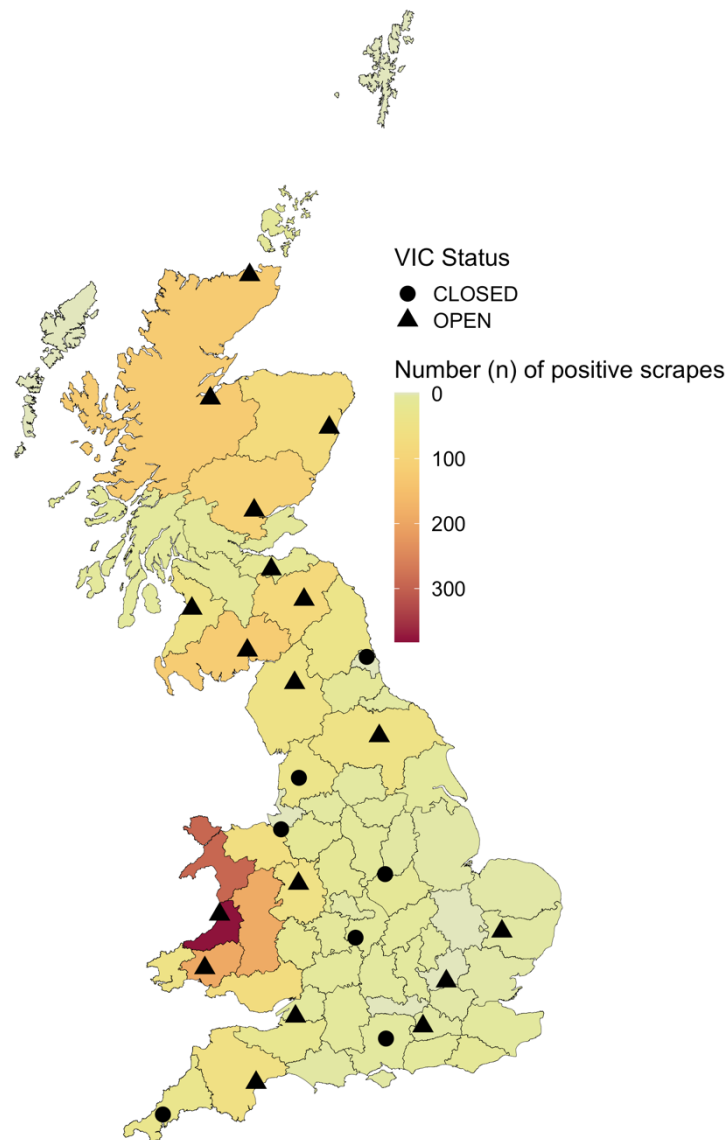 VIC Status
CLOSED
OPEN
Number (n) of positive scrapes
0
100
200
300